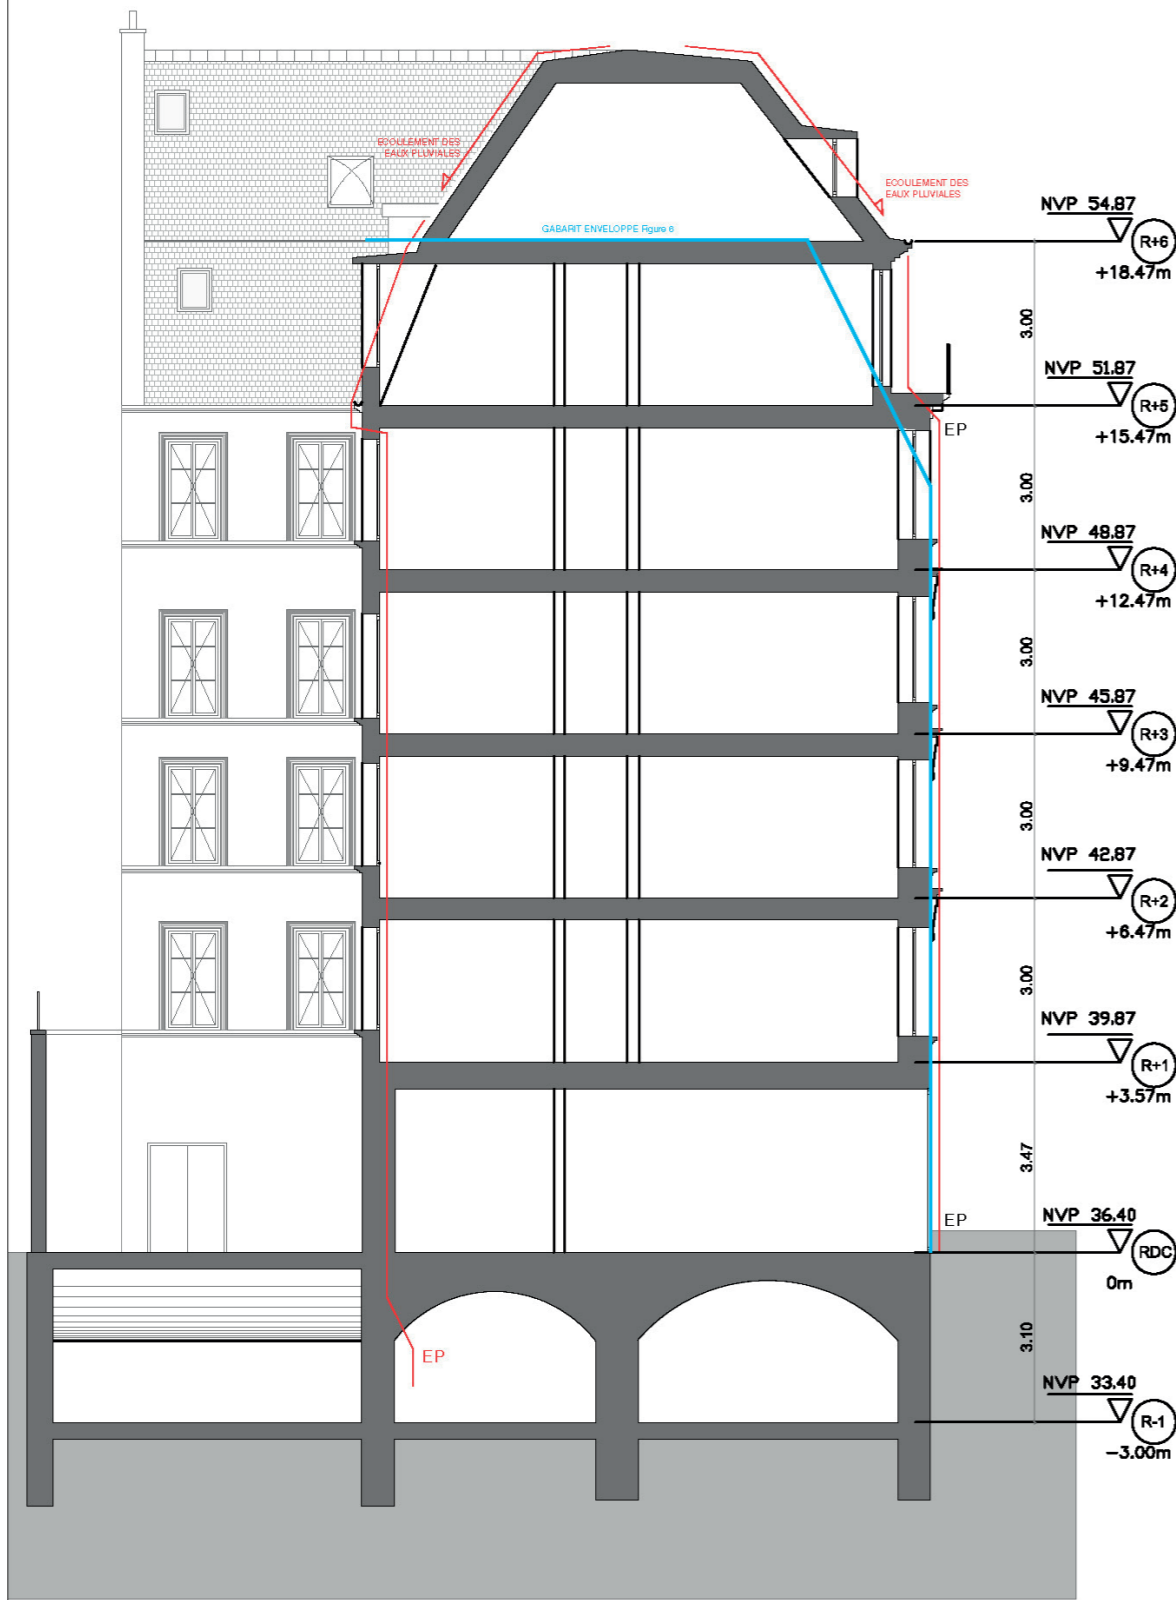 ECOULEMENT DES
EAUX PLUVIALES
ECOULEMENT DES
EAUX PLUVIALES
NVP 54.87
GABARIT ENVELOPPE Figure 6
R+6
+18.47m
3.00
NVP 51.87
R+5
EP
+15.47m
3.00
NVP 48.87
R+4
+12.47m
3.00
NVP 45.87
R+3
+9.47m
3.00
NVP 42.87
R+2
+6.47m
3.00
NVP 39.87
R+1
+3.57m
3.47
NVP 36.40
EP
RDC
0m
3.10
EP
NVP 33.40
R-1
-3.00m